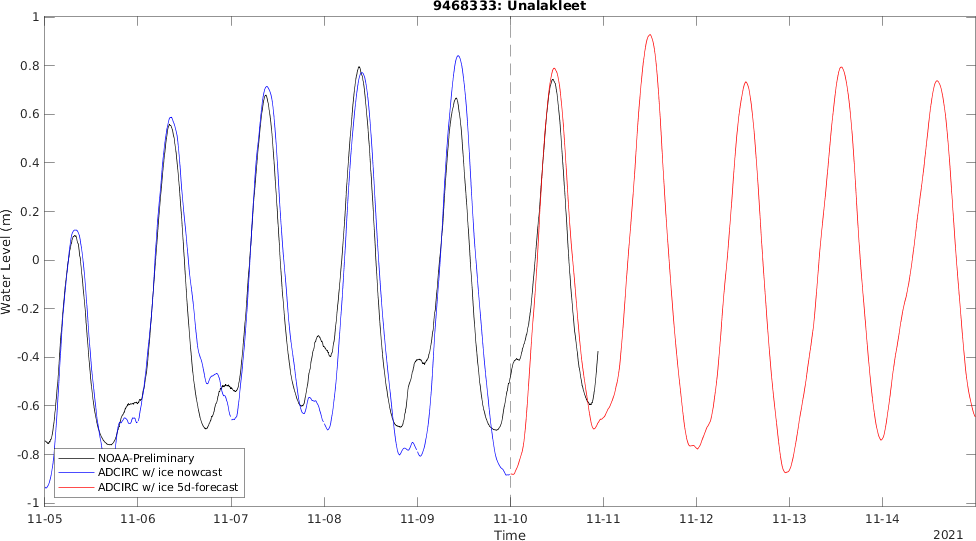 9468333: Unalakleet
1
0.8
0.6
0.4
0.2
0
-0.2
-0.4
-0.6
-0.8
-1
Water Level (m)
NOAA-Preliminary
ADCIRC w/ ice nowcast
ADCIRC w/ ice 5d-forecast
11-05 11-06 11-07 11-08 11-09 11-10 11-11 11-12 11-13 11-14
Time
2021